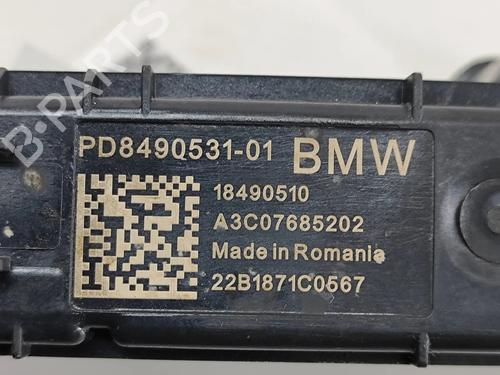 B-PARTS
PD8490531-01 BMW
18490510
A3C07685202
Made in Romania
22B1871C0567